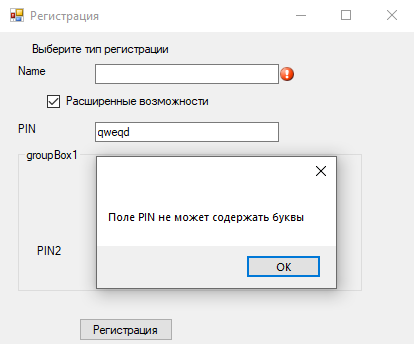 Регистрация
Выберите тип регистрации
Name
Расширенные возможности
PIN
qweqd
groupBox1
Поле PIN не может содержать буквы
PIN2
OK
Регистрация